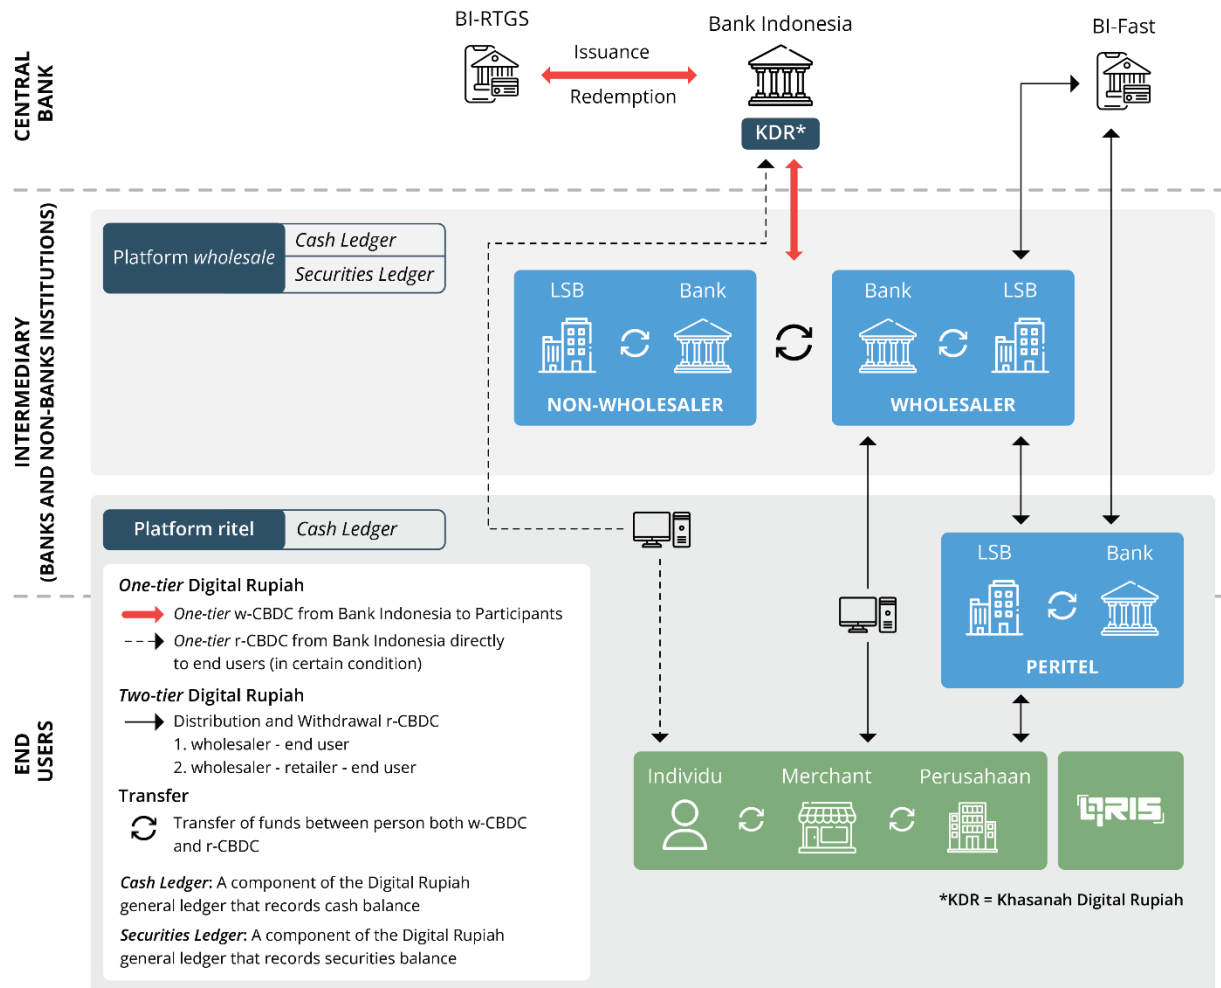 BI-RTGS
Bank Indonesia
BI-Fast
Issuance
Redemption
KDR*
CENTRAL
BANK
INTERMEDIARY
(BANKS AND NON-BANKS INSTITUTIONS)
END
USERS
Platform wholesale
Cash Ledger
Securities Ledger
LSB
Bank
NON-WHOLESALER
Bank
LSB
WHOLESALER
Platform ritel
Cash Ledger
LSB
Bank
PERITEL
One-tier Digital Rupiah
One-tier w-CBDC from Bank Indonesia to Participants
One-tier r-CBDC from Bank Indonesia directly
to end users (in certain condition)
Two-tier Digital Rupiah
Distribution and Withdrawal r-CBDC
1. wholesaler - end user
2. wholesaler - retailer - end user
Transfer
Transfer of funds between person both w-CBDC
and r-CBDC
Cash Ledger: A component of the Digital Rupiah
general ledger that records cash balance
Securities Ledger: A component of the Digital Rupiah
general ledger that records securities balance
Individu
Merchant
Perusahaan
QRIS
*KDR = Khasanah Digital Rupiah